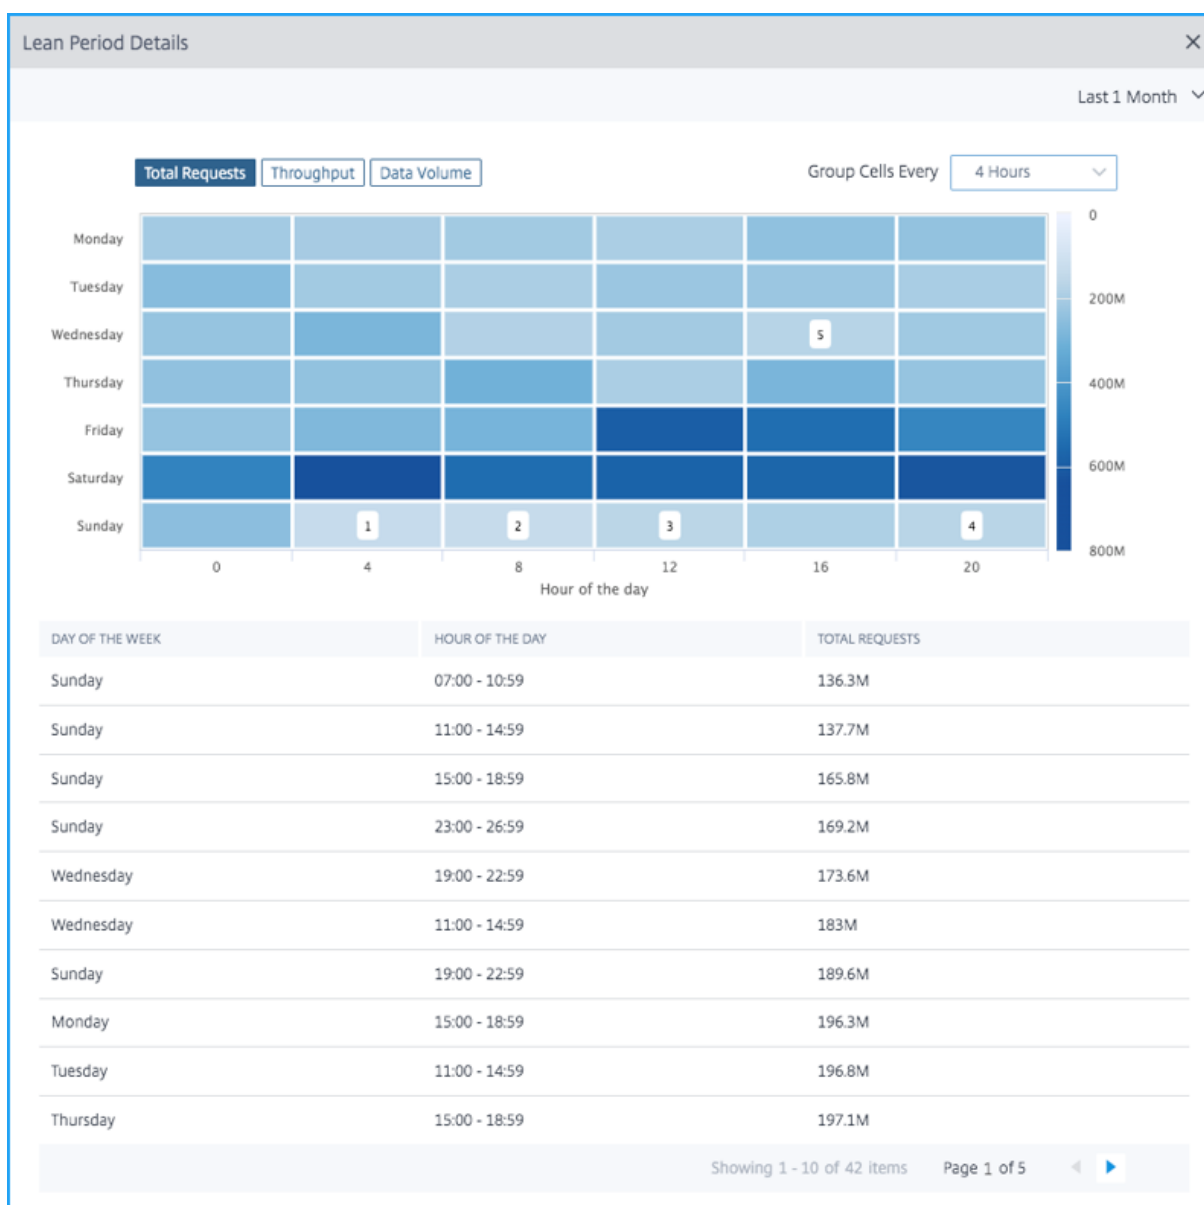 Lean Period Details
Last 1 Month
Total Requests Throughput Data Volume Group Cells Every 4 Hours
0
Monday
Tuesday
200M
Wednesday 5
Thursday
400M
Friday
600M
Saturday
Sunday 1 2 3 4
800M
0 4 8 12 16 20
Hour of the day
DAY OF THE WEEK HOUR OF THE DAY TOTAL REQUESTS
Sunday 07:00 - 10:59 136.3M
Sunday 11:00 - 14:59 137.7M
Sunday 15:00 - 18:59 165.8M
Sunday 23:00 - 26:59 169.2M
Wednesday 19:00 - 22:59 173.6M
Wednesday 11:00 - 14:59 183M
Sunday 19:00 - 22:59 189.6M
Monday 15:00 - 18:59 196.3M
Tuesday 11:00 - 14:59 196.8M
Thursday 15:00 - 18:59 197.1M
Showing 1 - 10 of 42 items Page 1 of 5